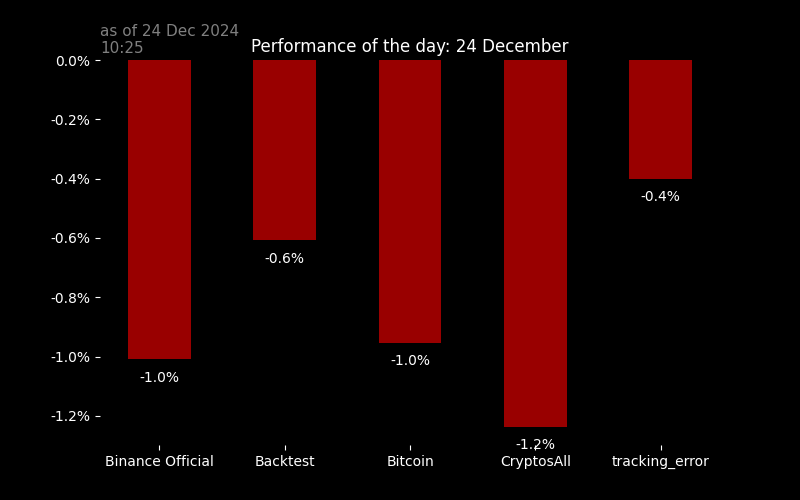 as of 24 Dec 2024
10:25
Performance of the day: 24 December
0.0%
-0.2%
-0.4%
-0.6%
-0.8%
-1.0%
-1.2%
-1.0%
-0.6%
-1.0%
-1.2%
-0.4%
Binance Official
Backtest
Bitcoin
CryptosAll
tracking_error